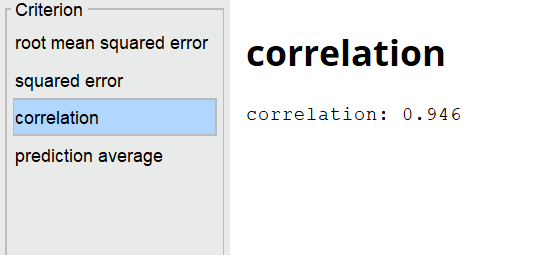 Criterion
root mean squared error
squared error
correlation
prediction average
correlation
correlation: 0.946